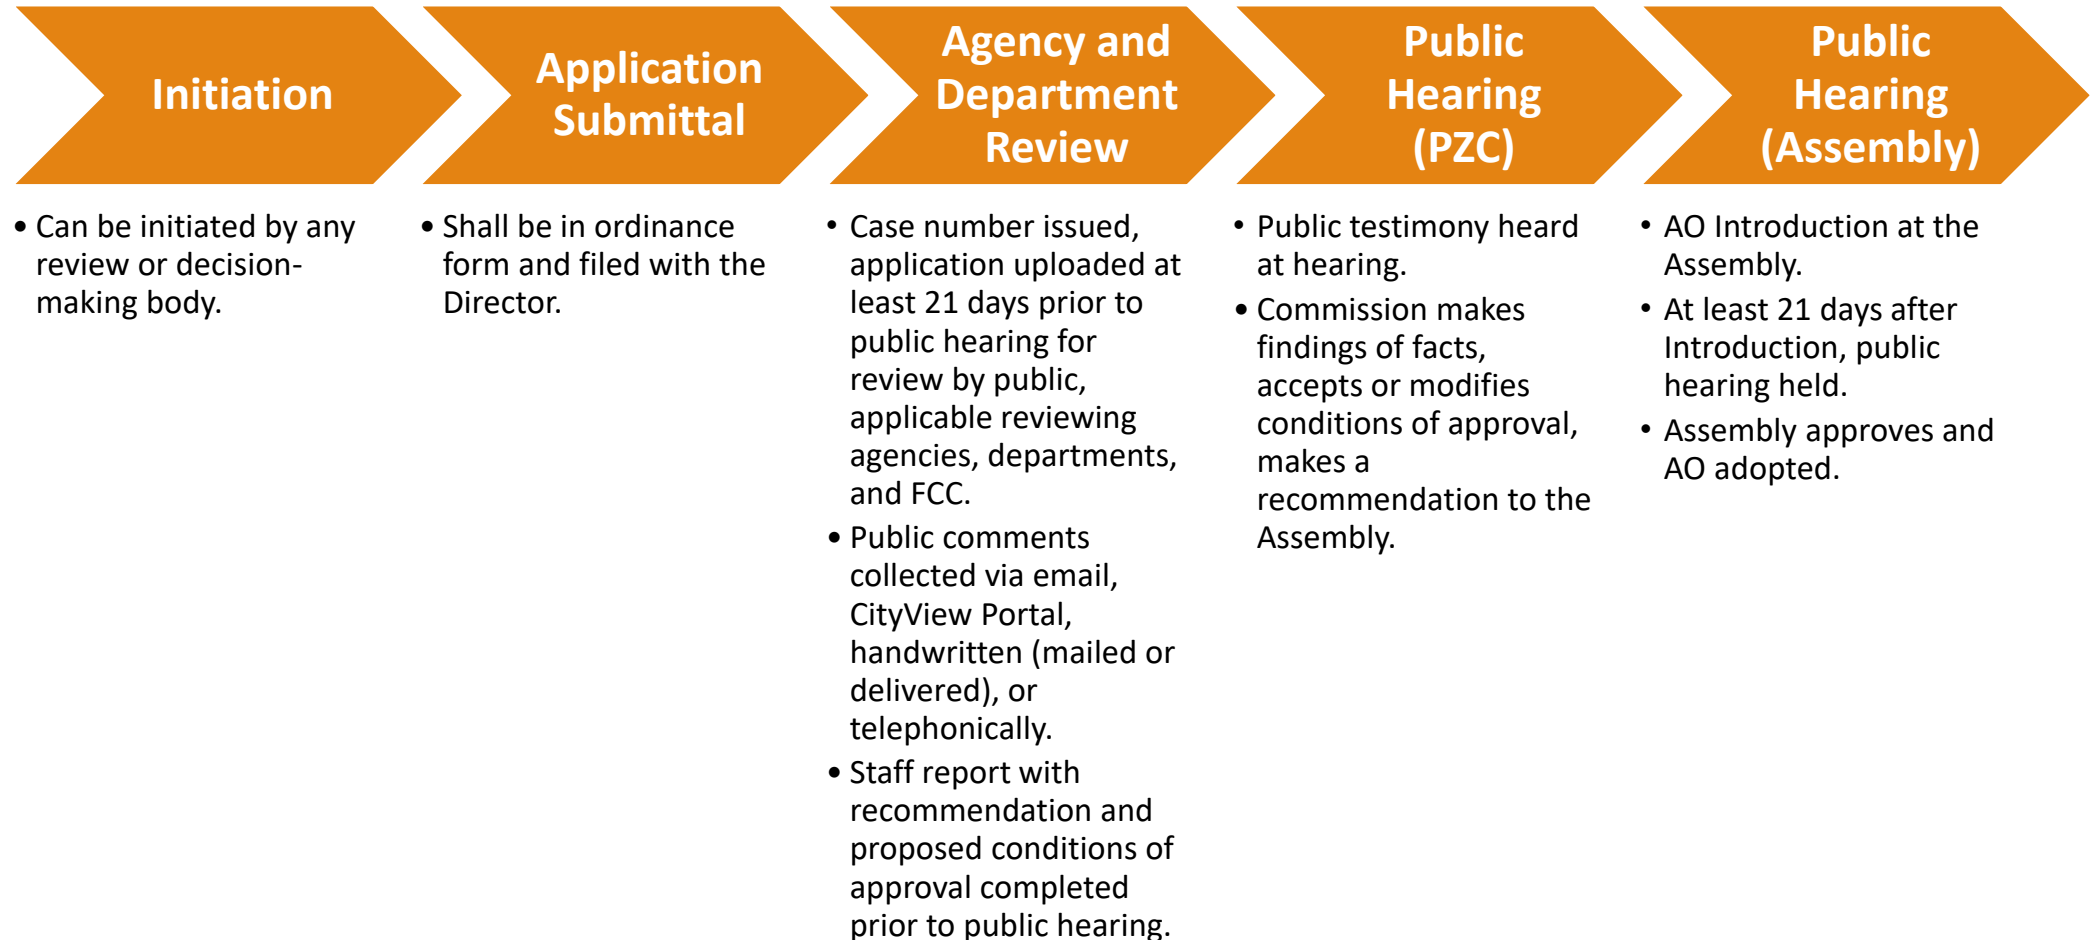 Initiation
• Can be initiated by any
review or decision-
making body.
Application
Submittal
• Shall be in ordinance
form and filed with the
Director.
Agency and
Department
Review
• Case number issued,
application uploaded at
least 21 days prior to
public hearing for
review by public,
applicable reviewing
agencies, departments,
and FCC.
• Public comments
collected via email,
CityView Portal,
handwritten (mailed or
delivered), or
telephonically.
• Staff report with
recommendation and
proposed conditions of
approval completed
prior to public hearing.
Public
Hearing
(PZC)
• Public testimony heard
at hearing.
• Commission makes
findings of facts,
accepts or modifies
conditions of approval,
makes a
recommendation to the
Assembly.
Public
Hearing
(Assembly)
• AO Introduction at the
Assembly.
• At least 21 days after
Introduction, public
hearing held.
• Assembly approves and
AO adopted.